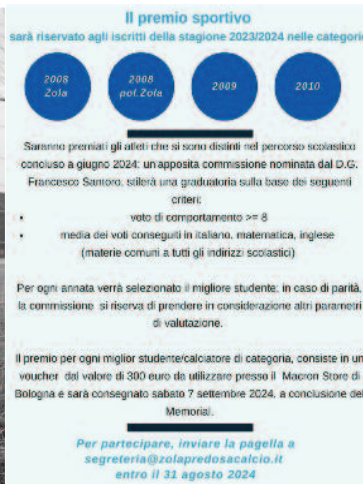 Il premio sportivo
sarà riservato agli iscritti della stagione 2023/2024 nelle categorie
2008
Zola
2008
pol.Zola
2009
2010
Saranno premiati gli atleti che si sono distinti nel percorso scolastico
concluso a giugno 2024: un'apposita commissione nominata dal D.G.
Francesco Santoro, stilerà una graduatoria sulla base dei seguenti
criteri:
• voto di comportamento >= 8
• media dei voti conseguiti in italiano, matematica, inglese
(materie comuni a tutti gli indirizzi scolastici)
Per ogni annata verrà selezionato il migliore studente: in caso di parità,
la commissione si riserva di prendere in considerazione altri parametri
di valutazione.
Il premio per ogni miglior studente/calciatore di categoria, consiste in un
voucher dal valore di 300 euro da utilizzare presso il Macron Store di
Bologna e sarà consegnato sabato 7 settembre 2024, a conclusione del
Memorial.
Per partecipare, inviare la pagella a
segreteria@zolapredosacalcio.it
entro il 31 agosto 2024